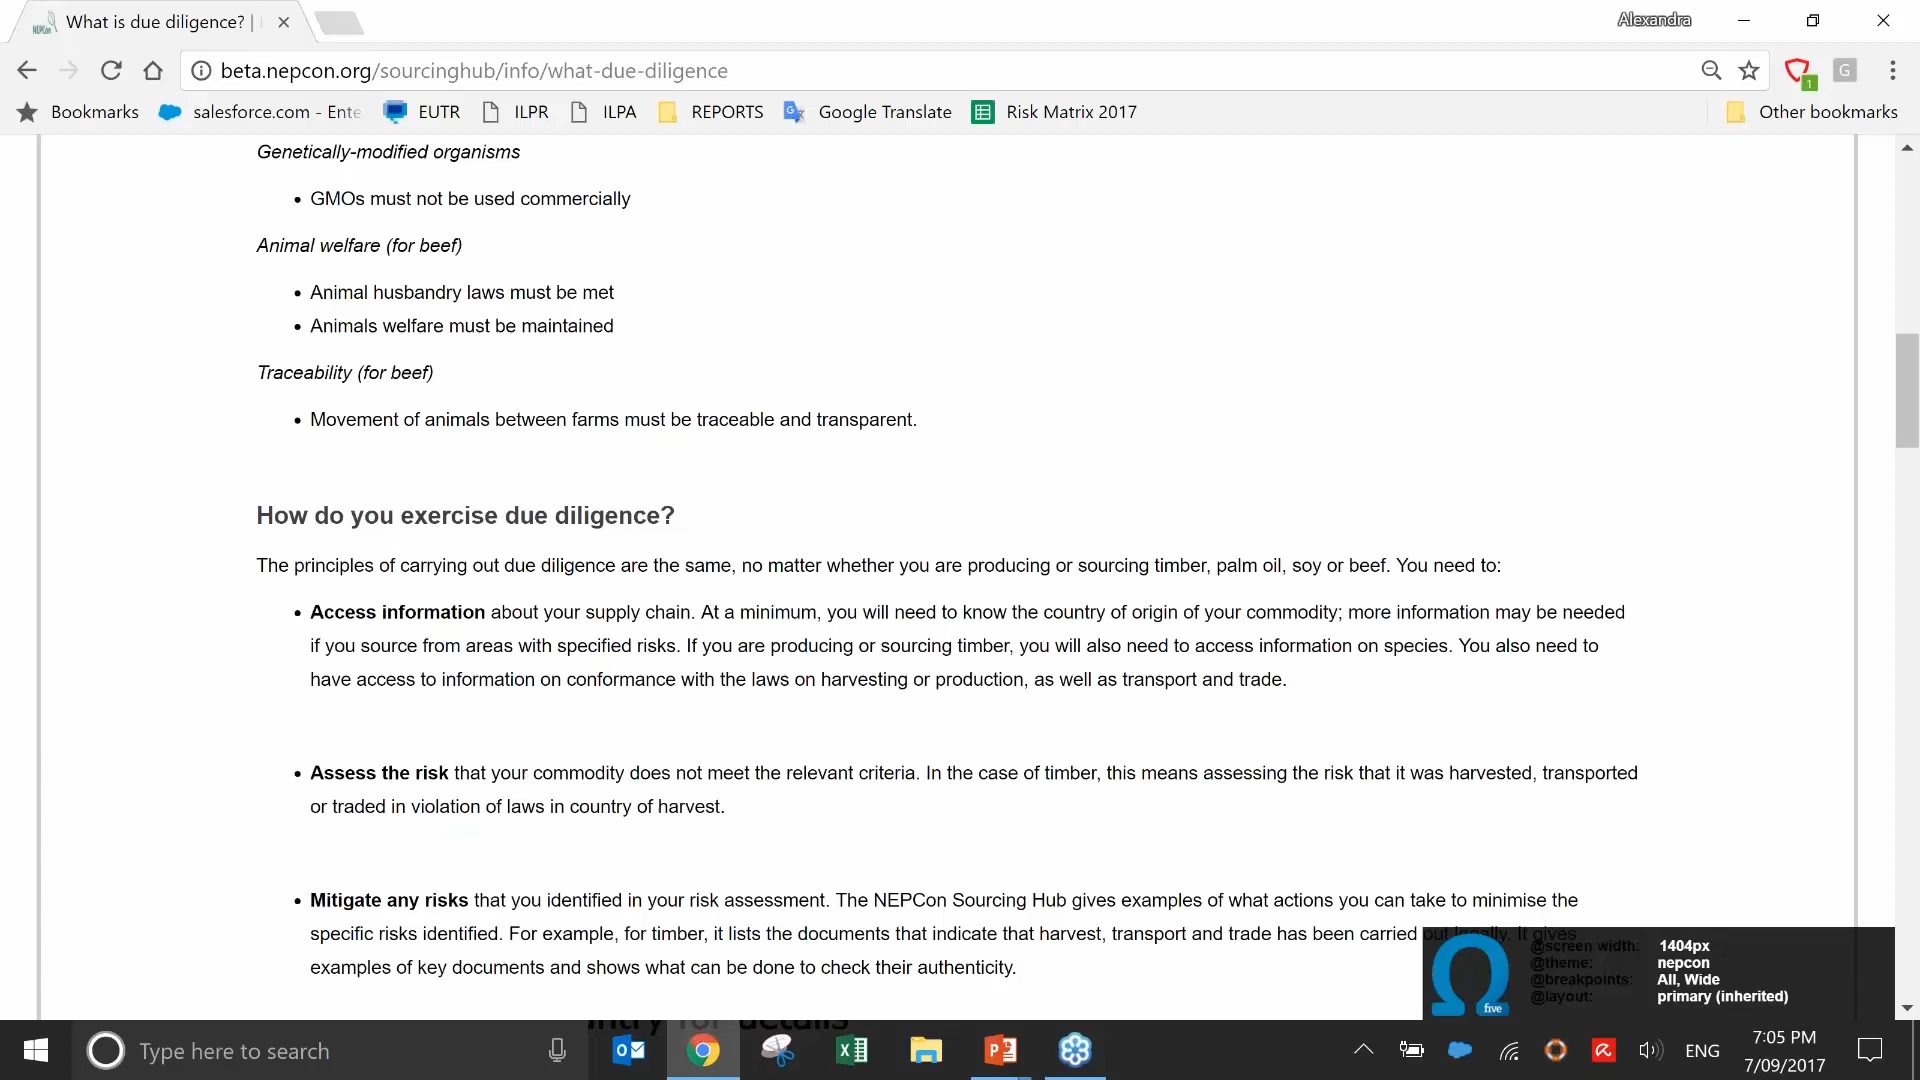 What is due diligence? |
Alexandra
beta.nepcon.org/sourcinghub/info/what-due-diligence
G
1
Bookmarks salesforce.com - Ente EUTR ILPR ILPA REPORTS Google Translate Risk Matrix 2017 Other bookmarks
Genetically-modified organisms
• GMOs must not be used commercially
Animal welfare (for beef)
• Animal husbandry laws must be met
• Animals welfare must be maintained
Traceability (for beef)
• Movement of animals between farms must be traceable and transparent.
How do you exercise due diligence?
The principles of carrying out due diligence are the same, no matter whether you are producing or sourcing timber, palm oil, soy or beef. You need to:
• Access information about your supply chain. At a minimum, you will need to know the country of origin of your commodity; more information may be needed
if you source from areas with specified risks. If you are producing or sourcing timber, you will also need to access information on species. You also need to
have access to information on conformance with the laws on harvesting or production, as well as transport and trade.
• Assess the risk that your commodity does not meet the relevant criteria. In the case of timber, this means assessing the risk that it was harvested, transported
or traded in violation of laws in country of harvest.
• Mitigate any risks that you identified in your risk assessment. The NEPCon Sourcing Hub gives examples of what actions you can take to minimise the
specific risks identified. For example, for timber, it lists the documents that indicate that harvest, transport and trade has been carried out legally. It gives
examples of key documents and shows what can be done to check their authenticity.
five
@screen width: 1404px
@theme: nepcon
@breakpoints: All, Wide
@layout: primary (inherited)
for details
Type here to search
ENG
7:05 PM
7/09/2017